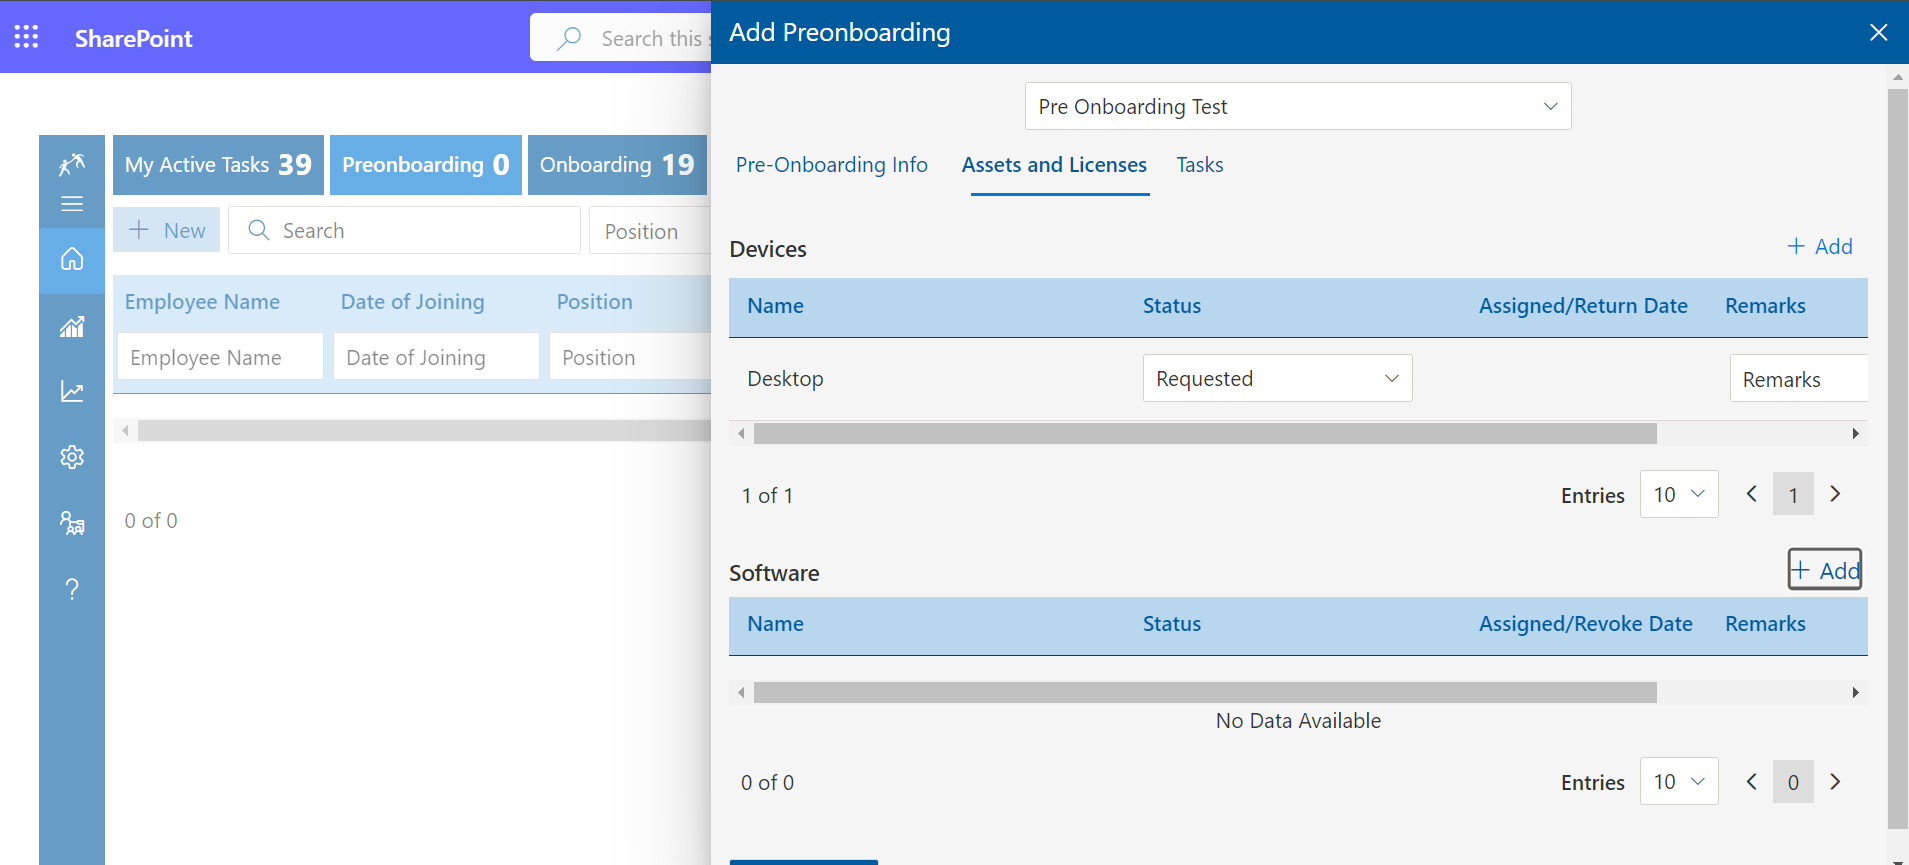 SharePoint
Search this s
My Active Tasks 39
Preonboarding 0
Onboarding 19
+ New
Search
Position
Employee Name
Date of Joining
Position
Employee Name
Date of Joining
Position
0 of 0
Add Preonboarding
Pre Onboarding Test
Pre-Onboarding Info
Assets and Licenses
Tasks
Devices
+ Add
Name
Status
Assigned/Return Date
Remarks
Desktop
Requested
Remarks
1 of 1
Entries
10
1
Software
+ Add
Name
Status
Assigned/Revoke Date
Remarks
No Data Available
0 of 0
Entries
10
0